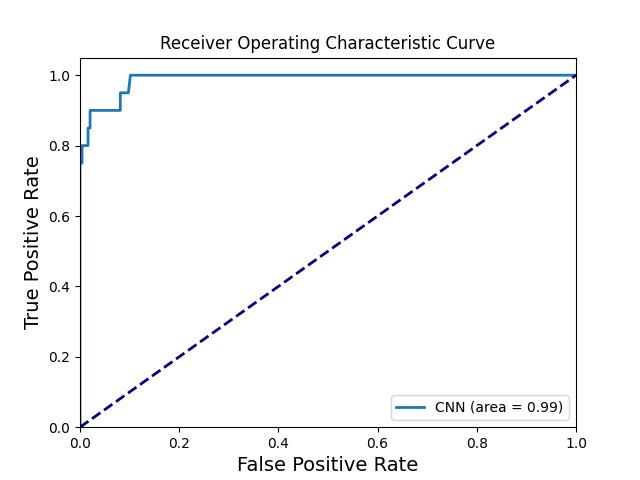 Receiver Operating Characteristic Curve
True Positive Rate
1.0
0.8
0.6
0.4
0.2
0.0
CNN (area = 0.99)
0.0 0.2 0.4 0.6 0.8 1.0
False Positive Rate